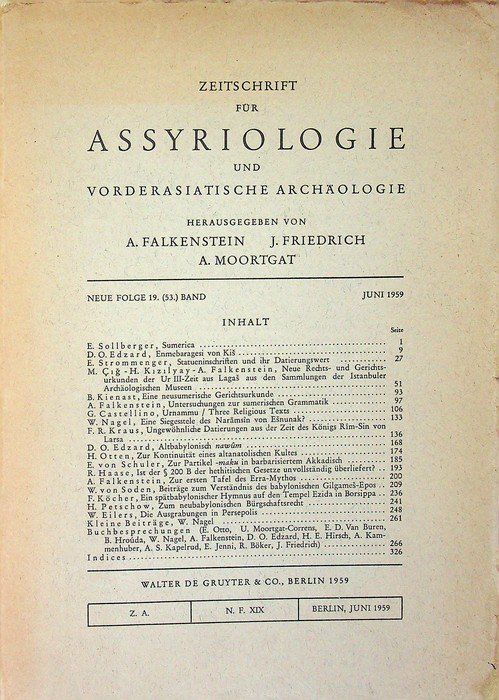 ZEITSCHRIFT
FÜR
ASSYRIOLOGIE
UND
VORDERASIATISCHE ARCHÄOLOGIE
HERAUSGEGEBEN VON
A. FALKENSTEIN J. FRIEDRICH
A. MOORTGAT
NEUE FOLGE 19. (53.) BAND JUNI 1959
INHALT
Seite
E. Sollberger, Sumerica 1
D. O. Edzard, Enmebaragesi von Kiš 9
E. Strommenger, Statueninschriften und ihr Datierungswert 27
M. Çığ-H. Kızılyay-A. Falkenstein, Neue Rechts- und Gerichts-
urkunden der Ur III-Zeit aus Lagaš aus den Sammlungen der Istanbuler
Archäologischen Museen 51
B. Kienast, Eine neusumerische Gerichtsurkunde 93
A. Falkenstein, Untersuchungen zur sumerischen Grammatik 97
G. Castellino, Urnammu / Three Religious Texts 106
W. Nagel, Eine Siegesstele des Narāmsîn von Ešnunak? 133
F. R. Kraus, Ungewöhnliche Datierungen aus der Zeit des Königs Rīm-Sin von
Larsa 136
D. O. Edzard, Altbabylonisch nawûm 168
H. Otten, Zur Kontinuität eines altanatolischen Kultes 174
E. von Schuler, Zur Partikel -maku in barbarisiertem Akkadisch 185
R. Haase, Ist der § 200 B der hethitischen Gesetze unvollständig überliefert? 193
A. Falkenstein, Zur ersten Tafel des Erra-Mythos 200
W. von Soden, Beiträge zum Verständnis des babylonischen Gilgameš-Epos 209
F. Köcher, Ein spätbabylonischer Hymnus auf den Tempel Ezida in Borsippa 236
H. Petschow, Zum neubabylonischen Bürgschaftsrecht 241
W. Eilers, Die Ausgrabungen in Persepolis 248
Kleine Beiträge, W. Nagel 261
Buchbesprechungen (E. Otto, U. Moortgat-Correns, E. D. Van Buren,
B. Hrouda, W. Nagel, A. Falkenstein, D. O. Edzard, H. E. Hirsch, A. Kam-
menhuber, A. S. Kapelrud, E. Jenni, R. Böker, J. Friedrich) 266
Indices 326
WALTER DE GRUYTER & CO., BERLIN 1959
Z. A. N. F. XIX BERLIN, JUNI 1959